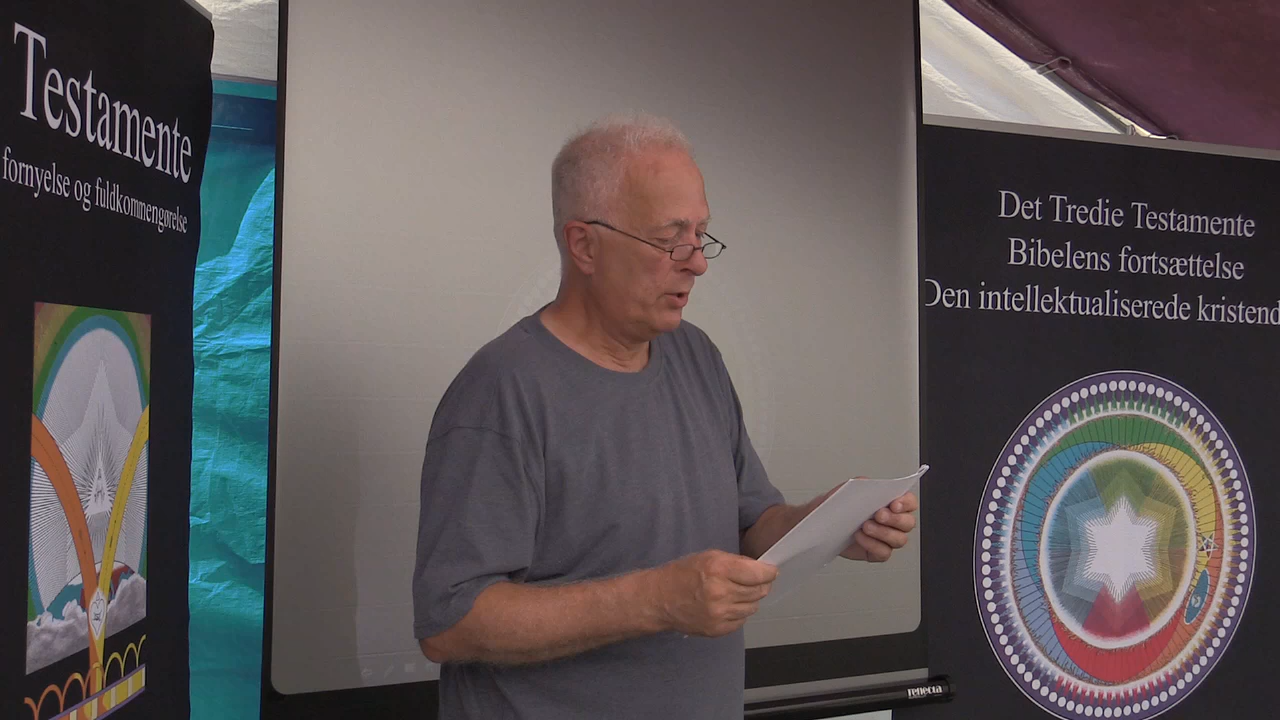 Testamente
fornyelse og fuldkommengørelse
Det Tredie Testamente
Bibelens fortsættelse
Den intellektualiserede kristend
reflecta